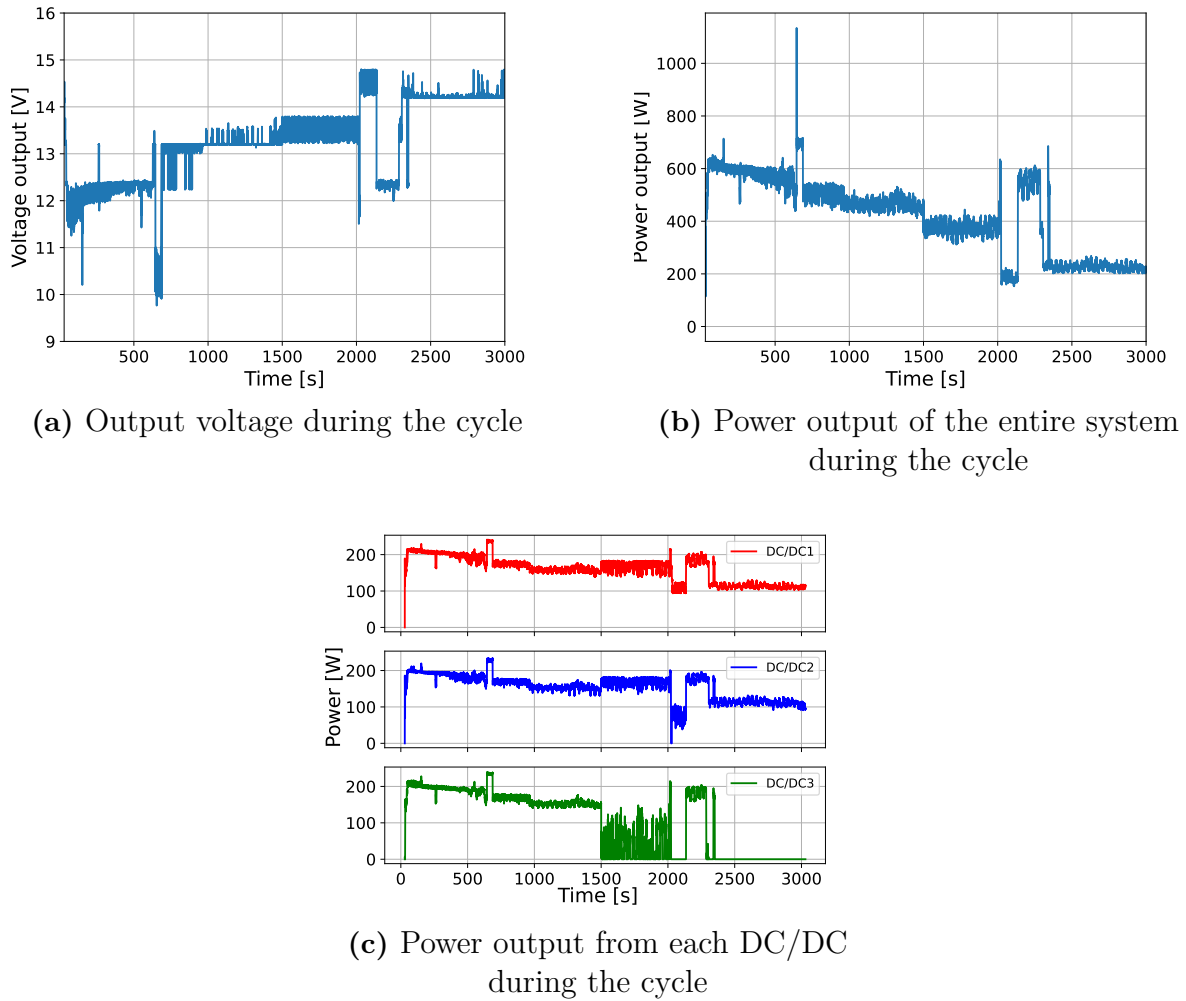 16
15
14
13
12
11
10
9
Voltage output [V]
500 1000 1500 2000 2500 3000
Time [s]
(a) Output voltage during the cycle
1000
800
600
400
200
0
Power output [W]
500 1000 1500 2000 2500 3000
Time [s]
(b) Power output of the entire system
during the cycle
200
100
0
DC/DC1
Power [W]
200
100
0
DC/DC2
200
100
0
DC/DC3
0 500 1000 1500 2000 2500 3000
Time [s]
(c) Power output from each DC/DC
during the cycle